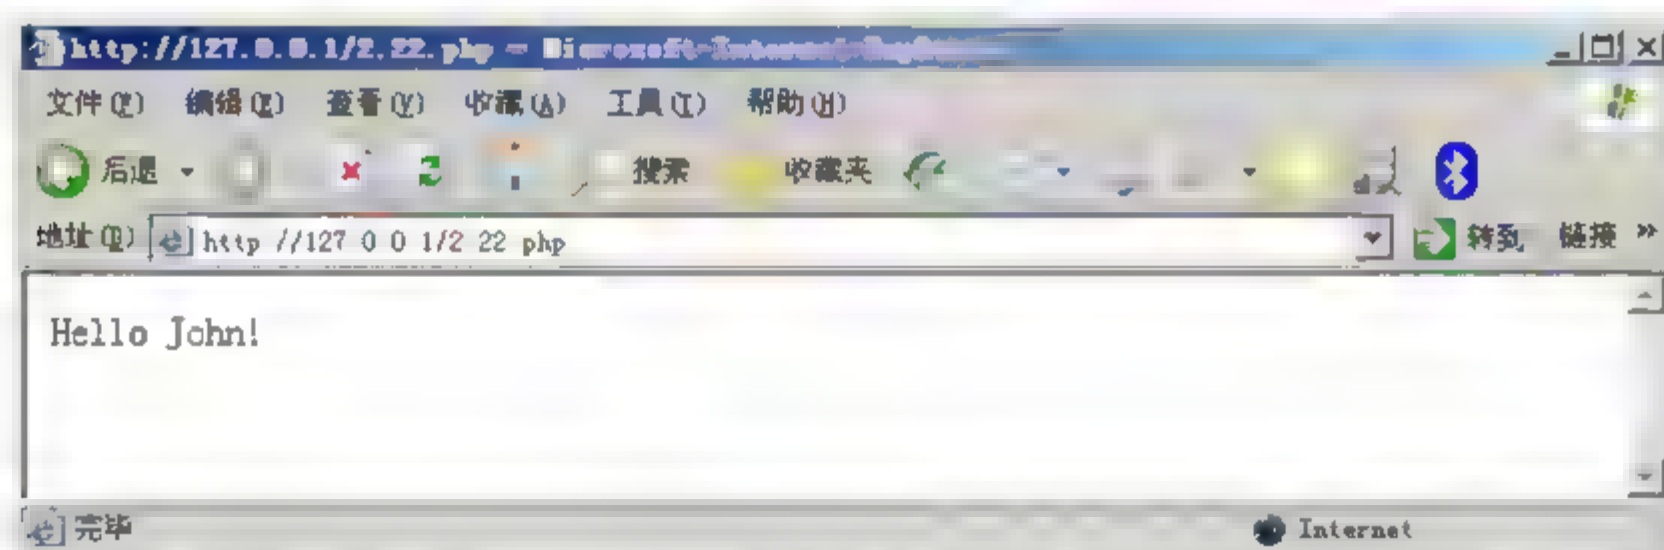 http://127.0.0.1/2.22.php - Microsoft Internet
文件(F) 编辑(E) 查看(V) 收藏(A) 工具(T) 帮助(H)
后退 搜索 收藏夹
地址(D) http //127 0 0 1/2 22 php 转到 链接 »
Hello John!
完毕 Internet